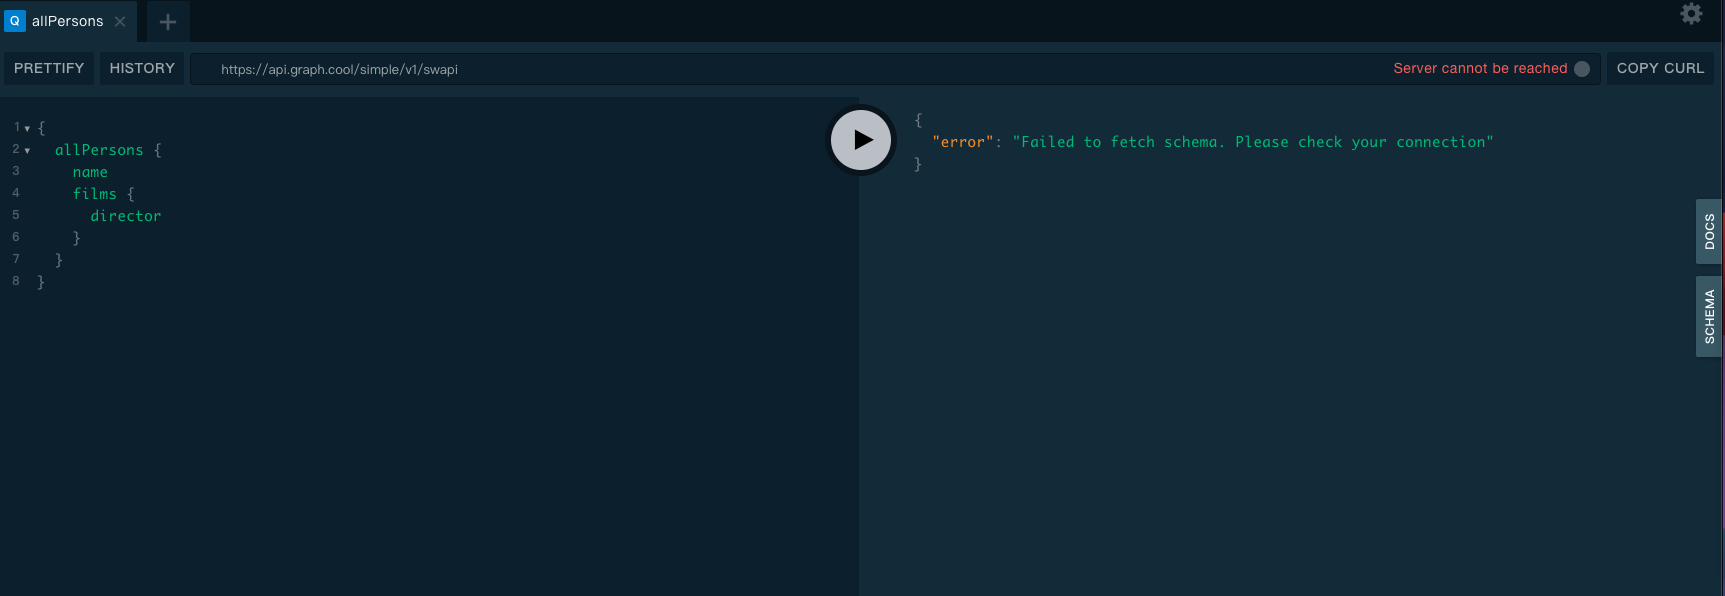 Q allPersons
PRETTIFY HISTORY https://api.graph.cool/simple/v1/swapi Server cannot be reached COPY CURL
1 {
2 allPersons {
3 name
4 films {
5 director
6 }
7 }
8 }
{
"error": "Failed to fetch schema. Please check your connection"
}
DOCS
SCHEMA